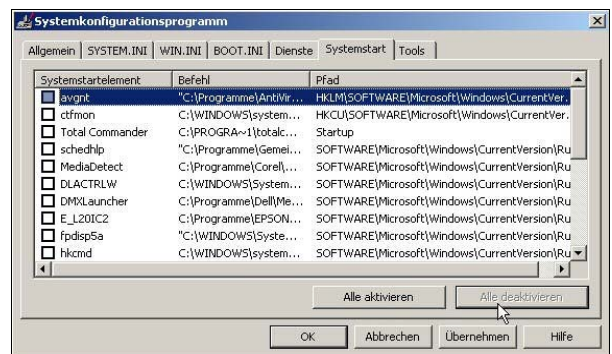 Systemkonfigurationsprogramm
Allgemein SYSTEM.INI WIN.INI BOOT.INI Dienste Systemstart Tools
Systemstartelement Befehl Pfad
avgnt "C:\Programme\AntiVir... HKLM\SOFTWARE\Microsoft\Windows\CurrentVer.
ctfmon C:\WINDOWS\system... HKCU\SOFTWARE\Microsoft\Windows\CurrentVer.
Total Commander C:\PROGRA~1\totalc... Startup
schedhlp "C:\Programme\Gemei... SOFTWARE\Microsoft\Windows\CurrentVersion\Ru
MediaDetect C:\Programme\Corel\... SOFTWARE\Microsoft\Windows\CurrentVersion\Ru
DLACTRLW C:\WINDOWS\System... SOFTWARE\Microsoft\Windows\CurrentVersion\Ru
DMXLauncher C:\Programme\Dell\Me... SOFTWARE\Microsoft\Windows\CurrentVersion\Ru
E_L20IC2 C:\Programme\EPSON... SOFTWARE\Microsoft\Windows\CurrentVersion\Ru
fpdisp5a "C:\WINDOWS\Syste... SOFTWARE\Microsoft\Windows\CurrentVersion\Ru
hkcmd C:\WINDOWS\system... SOFTWARE\Microsoft\Windows\CurrentVersion\Ru
Alle aktivieren Alle deaktivieren
OK Abbrechen Übernehmen Hilfe